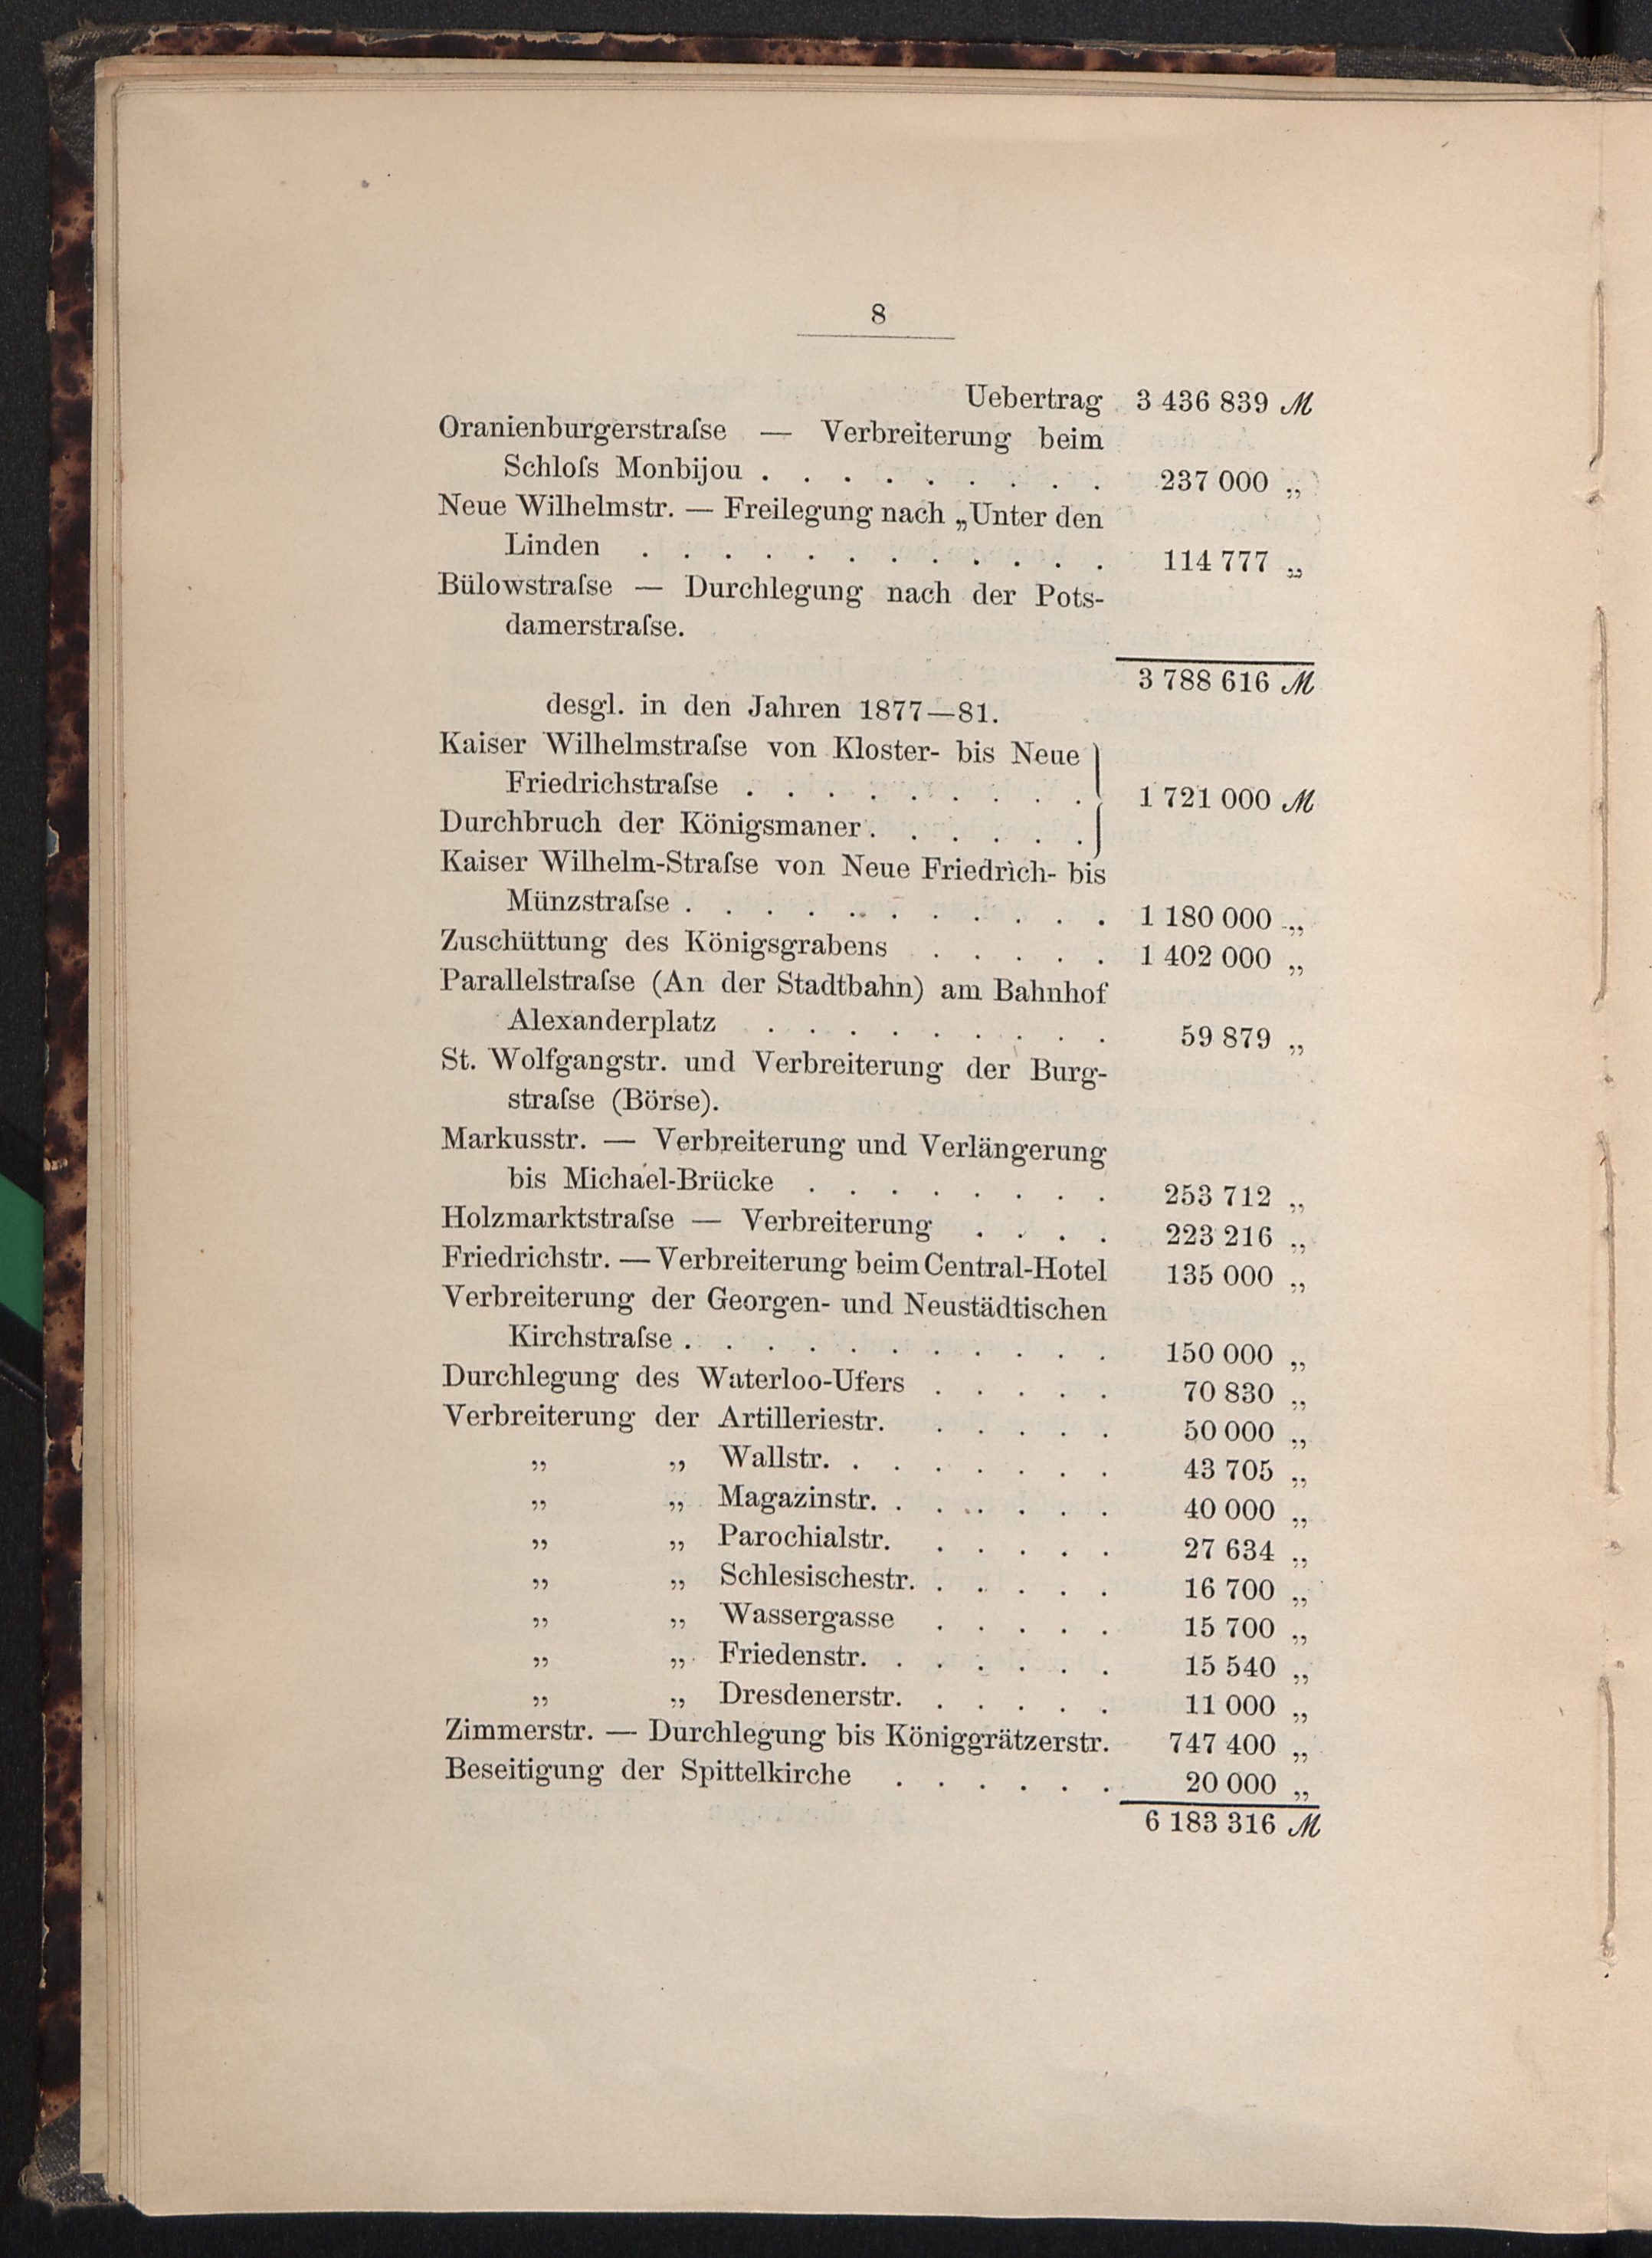 8
Uebertrag 3 436 839 ℳ
Oranienburgerstraſse — Verbreiterung beim
Schloſs Monbijou . . . . . . . . . 237 000 „
Neue Wilhelmstr. — Freilegung nach „Unter den
Linden . . . . . . . . . . . . 114 777 „
Bülowstraſse — Durchlegung nach der Pots-
damerstraſse.
3 788 616 ℳ
desgl. in den Jahren 1877—81.
Kaiser Wilhelmstraſse von Kloster- bis Neue
Friedrichstraſse . . . . . . . . . 1 721 000 ℳ
Durchbruch der Königsmaner . . . . . .
Kaiser Wilhelm-Straſse von Neue Friedrich- bis
Münzstraſse . . . . . . . . . . . 1 180 000 „
Zuschüttung des Königsgrabens . . . . . 1 402 000 „
Parallelstraſse (An der Stadtbahn) am Bahnhof
Alexanderplatz . . . . . . . . . 59 879 „
St. Wolfgangstr. und Verbreiterung der Burg-
straſse (Börse).
Markusstr. — Verbreiterung und Verlängerung
bis Michael-Brücke . . . . . . . . 253 712 „
Holzmarktstraſse — Verbreiterung . . . . 223 216 „
Friedrichstr. — Verbreiterung beim Central-Hotel 135 000 „
Verbreiterung der Georgen- und Neustädtischen
Kirchstraſse . . . . . . . . . . . 150 000 „
Durchlegung des Waterloo-Ufers . . . . . 70 830 „
Verbreiterung der Artilleriestr. . . . . . 50 000 „
„ „ Wallstr. . . . . . . . 43 705 „
„ „ Magazinstr. . . . . . . 40 000 „
„ „ Parochialstr. . . . . . 27 634 „
„ „ Schlesischestr. . . . . . 16 700 „
„ „ Wassergasse . . . . . 15 700 „
„ „ Friedenstr. . . . . . . 15 540 „
„ „ Dresdenerstr. . . . . . 11 000 „
Zimmerstr. — Durchlegung bis Königgrätzerstr. 747 400 „
Beseitigung der Spittelkirche . . . . . . 20 000 „
6 183 316 ℳ